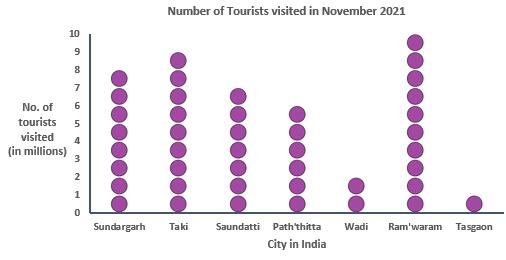 Number of Tourists visited in November 2021
10
9
8
7
6
5
4
3
2
1
0
No. of
tourists
visited
(in millions)
Sundargarh Taki Saundatti Path'thitta Wadi Ram'waram Tasgaon
City in India